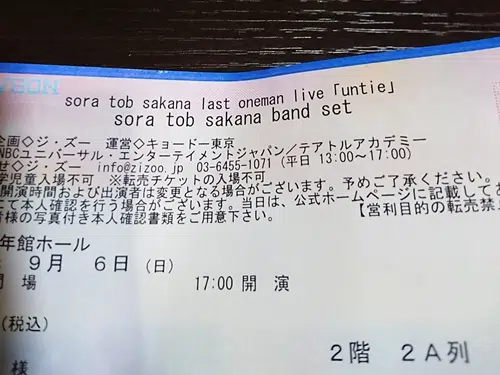 WSON
sora tob sakana last oneman live「untie」
sora tob sakana band set
企画◇ジ・ズー 運営◇キョードー東京
NBCユニバーサル・エンターテイメントジャパン／テアトルアカデミー
せ◇ジ・ズー info@zizoo.jp 03-6455-1071 (平日 13:00〜17:00)
学児童入場不可 ※転売チケットの入場不可
開演時間および出演者は変更となる場合がございます。予めご了承ください。
にて本人確認を行う場合がございます。当日は、公式ホームページに記載してお
様の写真付き本人確認書類をご用意下さい。 【営利目的の転売禁
年館ホール
9月 6日 (日)
場 17:00 開 演
(税込)
2階 2A列
様